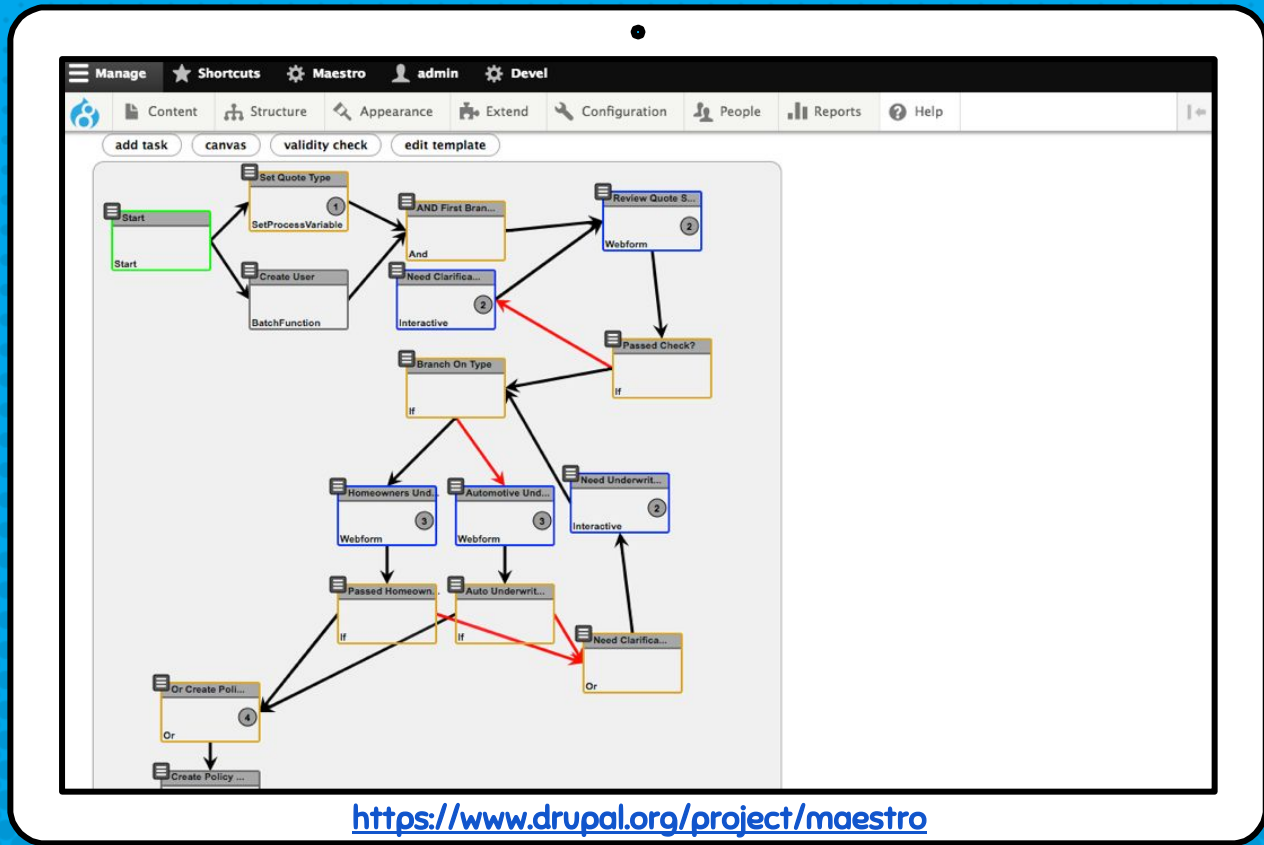 Manage Shortcuts Maestro admin Devel
Content Structure Appearance Extend Configuration People Reports Help
add task canvas validity check edit template
Set Quote Type
1
SetProcessVariable
Start
Start
AND First Bran...
And
Review Quote S...
2
Webform
Create User
BatchFunction
Need Clarifica...
2
Interactive
Passed Check?
If
Branch On Type
If
Homeowners Und...
3
Webform
Automotive Und...
3
Webform
Need Underwrit...
2
Interactive
Passed Homeown...
If
Auto Underwrit...
If
Need Clarifica...
Or
Or Create Poli...
4
Or
Create Policy ...
https://www.drupal.org/project/maestro